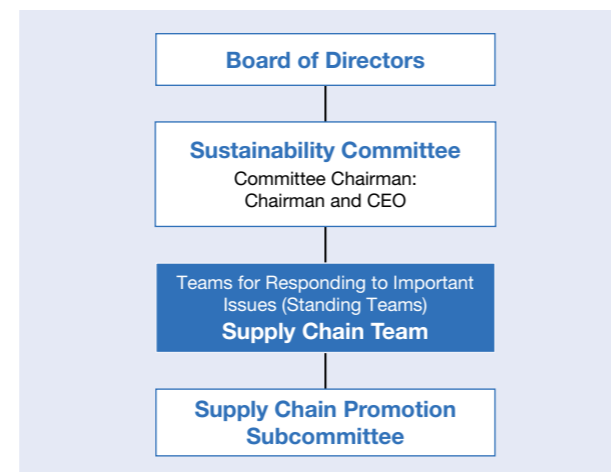 Board of Directors
Sustainability Committee
Committee Chairman:
Chairman and CEO
Teams for Responding to Important
Issues (Standing Teams)
Supply Chain Team
Supply Chain Promotion
Subcommittee